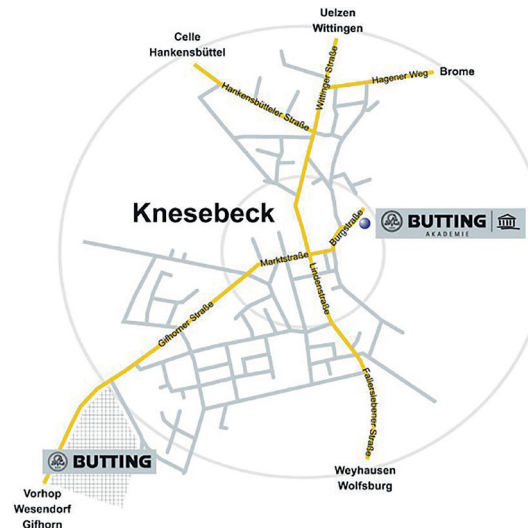 Uelzen
Wittingen
Celle
Hankensbüttel
Brome
Hagener Weg
Wittinger Straße
Hankensbütteler Straße
Knesebeck
BUTTING
AKADEMIE
Burgstraße
Marktstraße
Lindenstraße
Gifhorner Straße
Fallerslebener Straße
BUTTING
Weyhausen
Wolfsburg
Vorhop
Wesendorf
Gifhorn